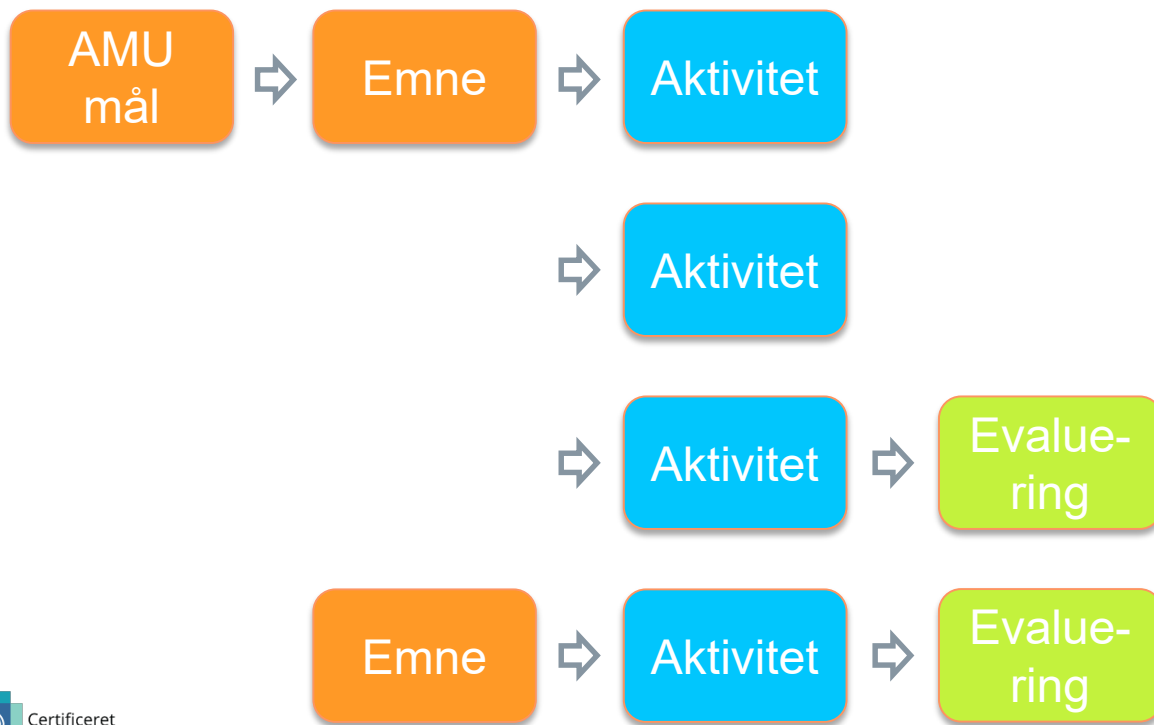 AMU
mål
Emne
Aktivitet
Aktivitet
Aktivitet
Evalue-
ring
Emne
Aktivitet
Evalue-
ring
Certificeret